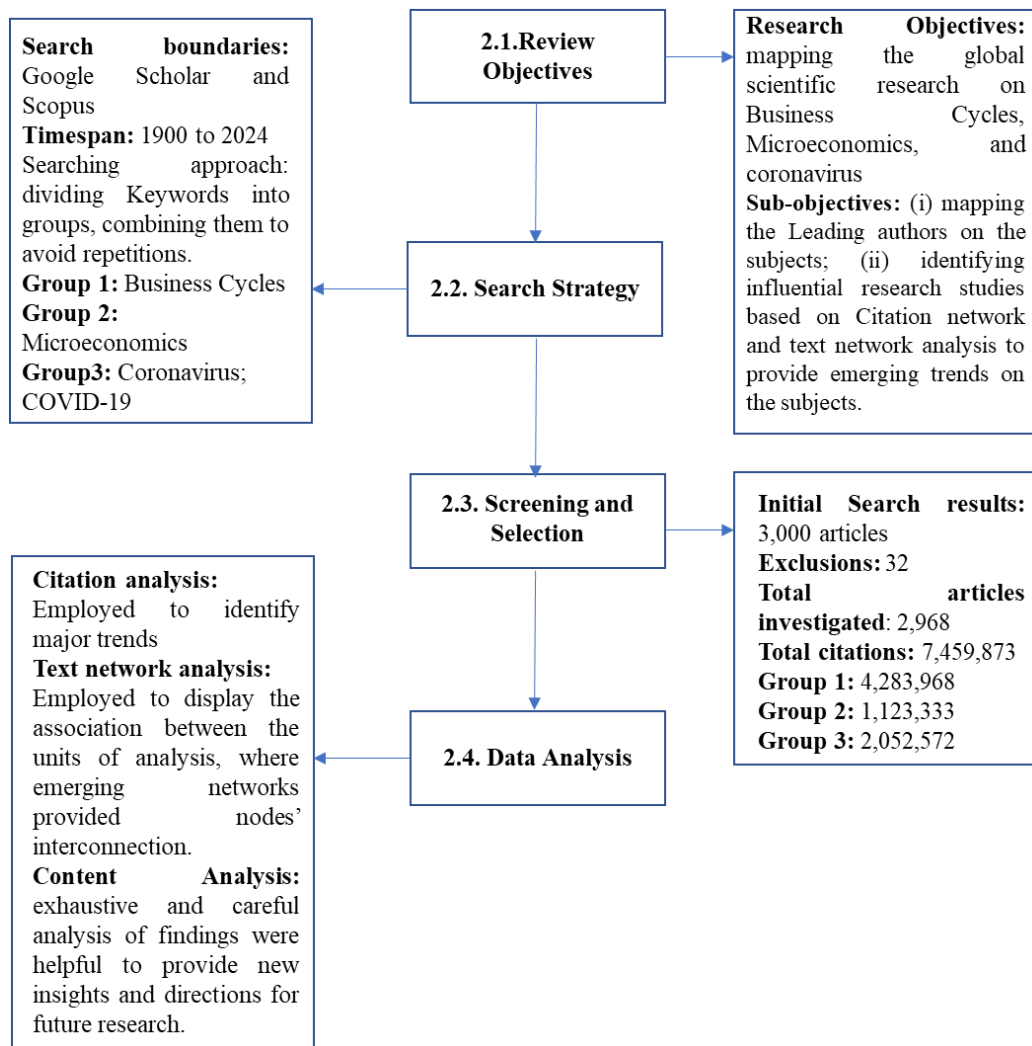 2.1.Review
Objectives
Research Objectives:
mapping the global
scientific research on
Business Cycles,
Microeconomics, and
coronavirus
Sub-objectives: (i) mapping
the Leading authors on the
subjects; (ii) identifying
influential research studies
based on Citation network
and text network analysis to
provide emerging trends on
the subjects.
Search boundaries:
Google Scholar and
Scopus
Timespan: 1900 to 2024
Searching approach:
dividing Keywords into
groups, combining them to
avoid repetitions.
Group 1: Business Cycles
Group 2:
Microeconomics
Group3: Coronavirus;
COVID-19
2.2. Search Strategy
2.3. Screening and
Selection
Initial Search results:
3,000 articles
Exclusions: 32
Total articles
investigated: 2,968
Total citations: 7,459,873
Group 1: 4,283,968
Group 2: 1,123,333
Group 3: 2,052,572
Citation analysis:
Employed to identify
major trends
Text network analysis:
Employed to display the
association between the
units of analysis, where
emerging networks
provided nodes’
interconnection.
Content Analysis:
exhaustive and careful
analysis of findings were
helpful to provide new
insights and directions for
future research.
2.4. Data Analysis